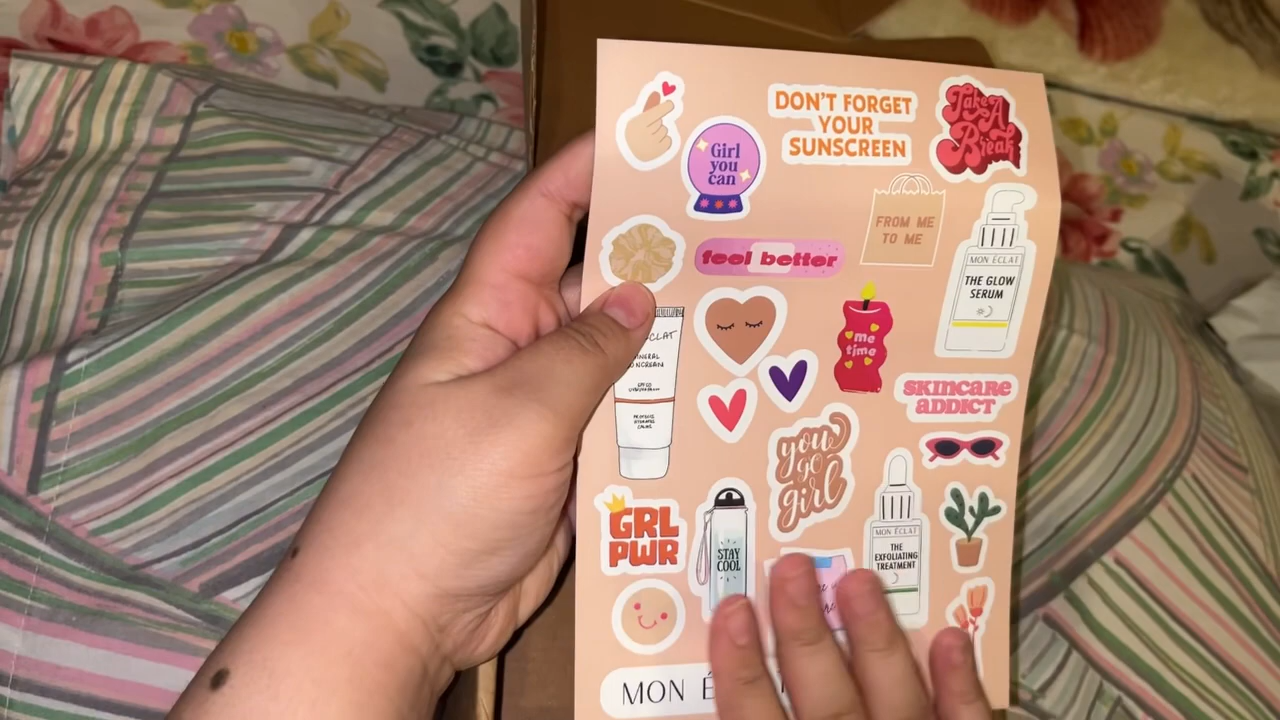 DON'T FORGET
YOUR
SUNSCREEN
Take A
Break
Girl
you
can
FROM ME
TO ME
feel better
MON ÉCLAT
THE GLOW
SERUM
me
time
SKINCARE
ADDICT
you
go
girl
GRL
PWR
STAY
COOL
MON ÉCLAT
THE
EXFOLIATING
TREATMENT
MON